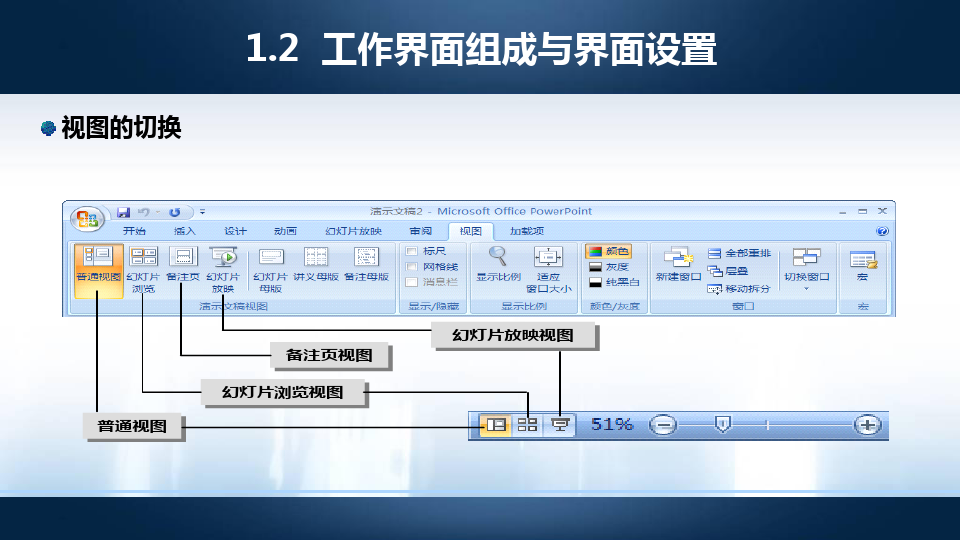 1.2 工作界面组成与界面设置
视图的切换
演示文稿2 - Microsoft Office PowerPoint
开始 插入 设计 动画 幻灯片放映 审阅 视图 加载项
普通视图 幻灯片浏览 备注页 幻灯片放映 幻灯片母版 讲义母版 备注母版
演示文稿视图
标尺
网格线
消息栏
显示/隐藏
显示比例 适应窗口大小
显示比例
颜色
灰度
纯黑白
颜色/灰度
新建窗口 全部重排
层叠
移动拆分
切换窗口
窗口
宏
宏
幻灯片放映视图
备注页视图
幻灯片浏览视图
普通视图
51%